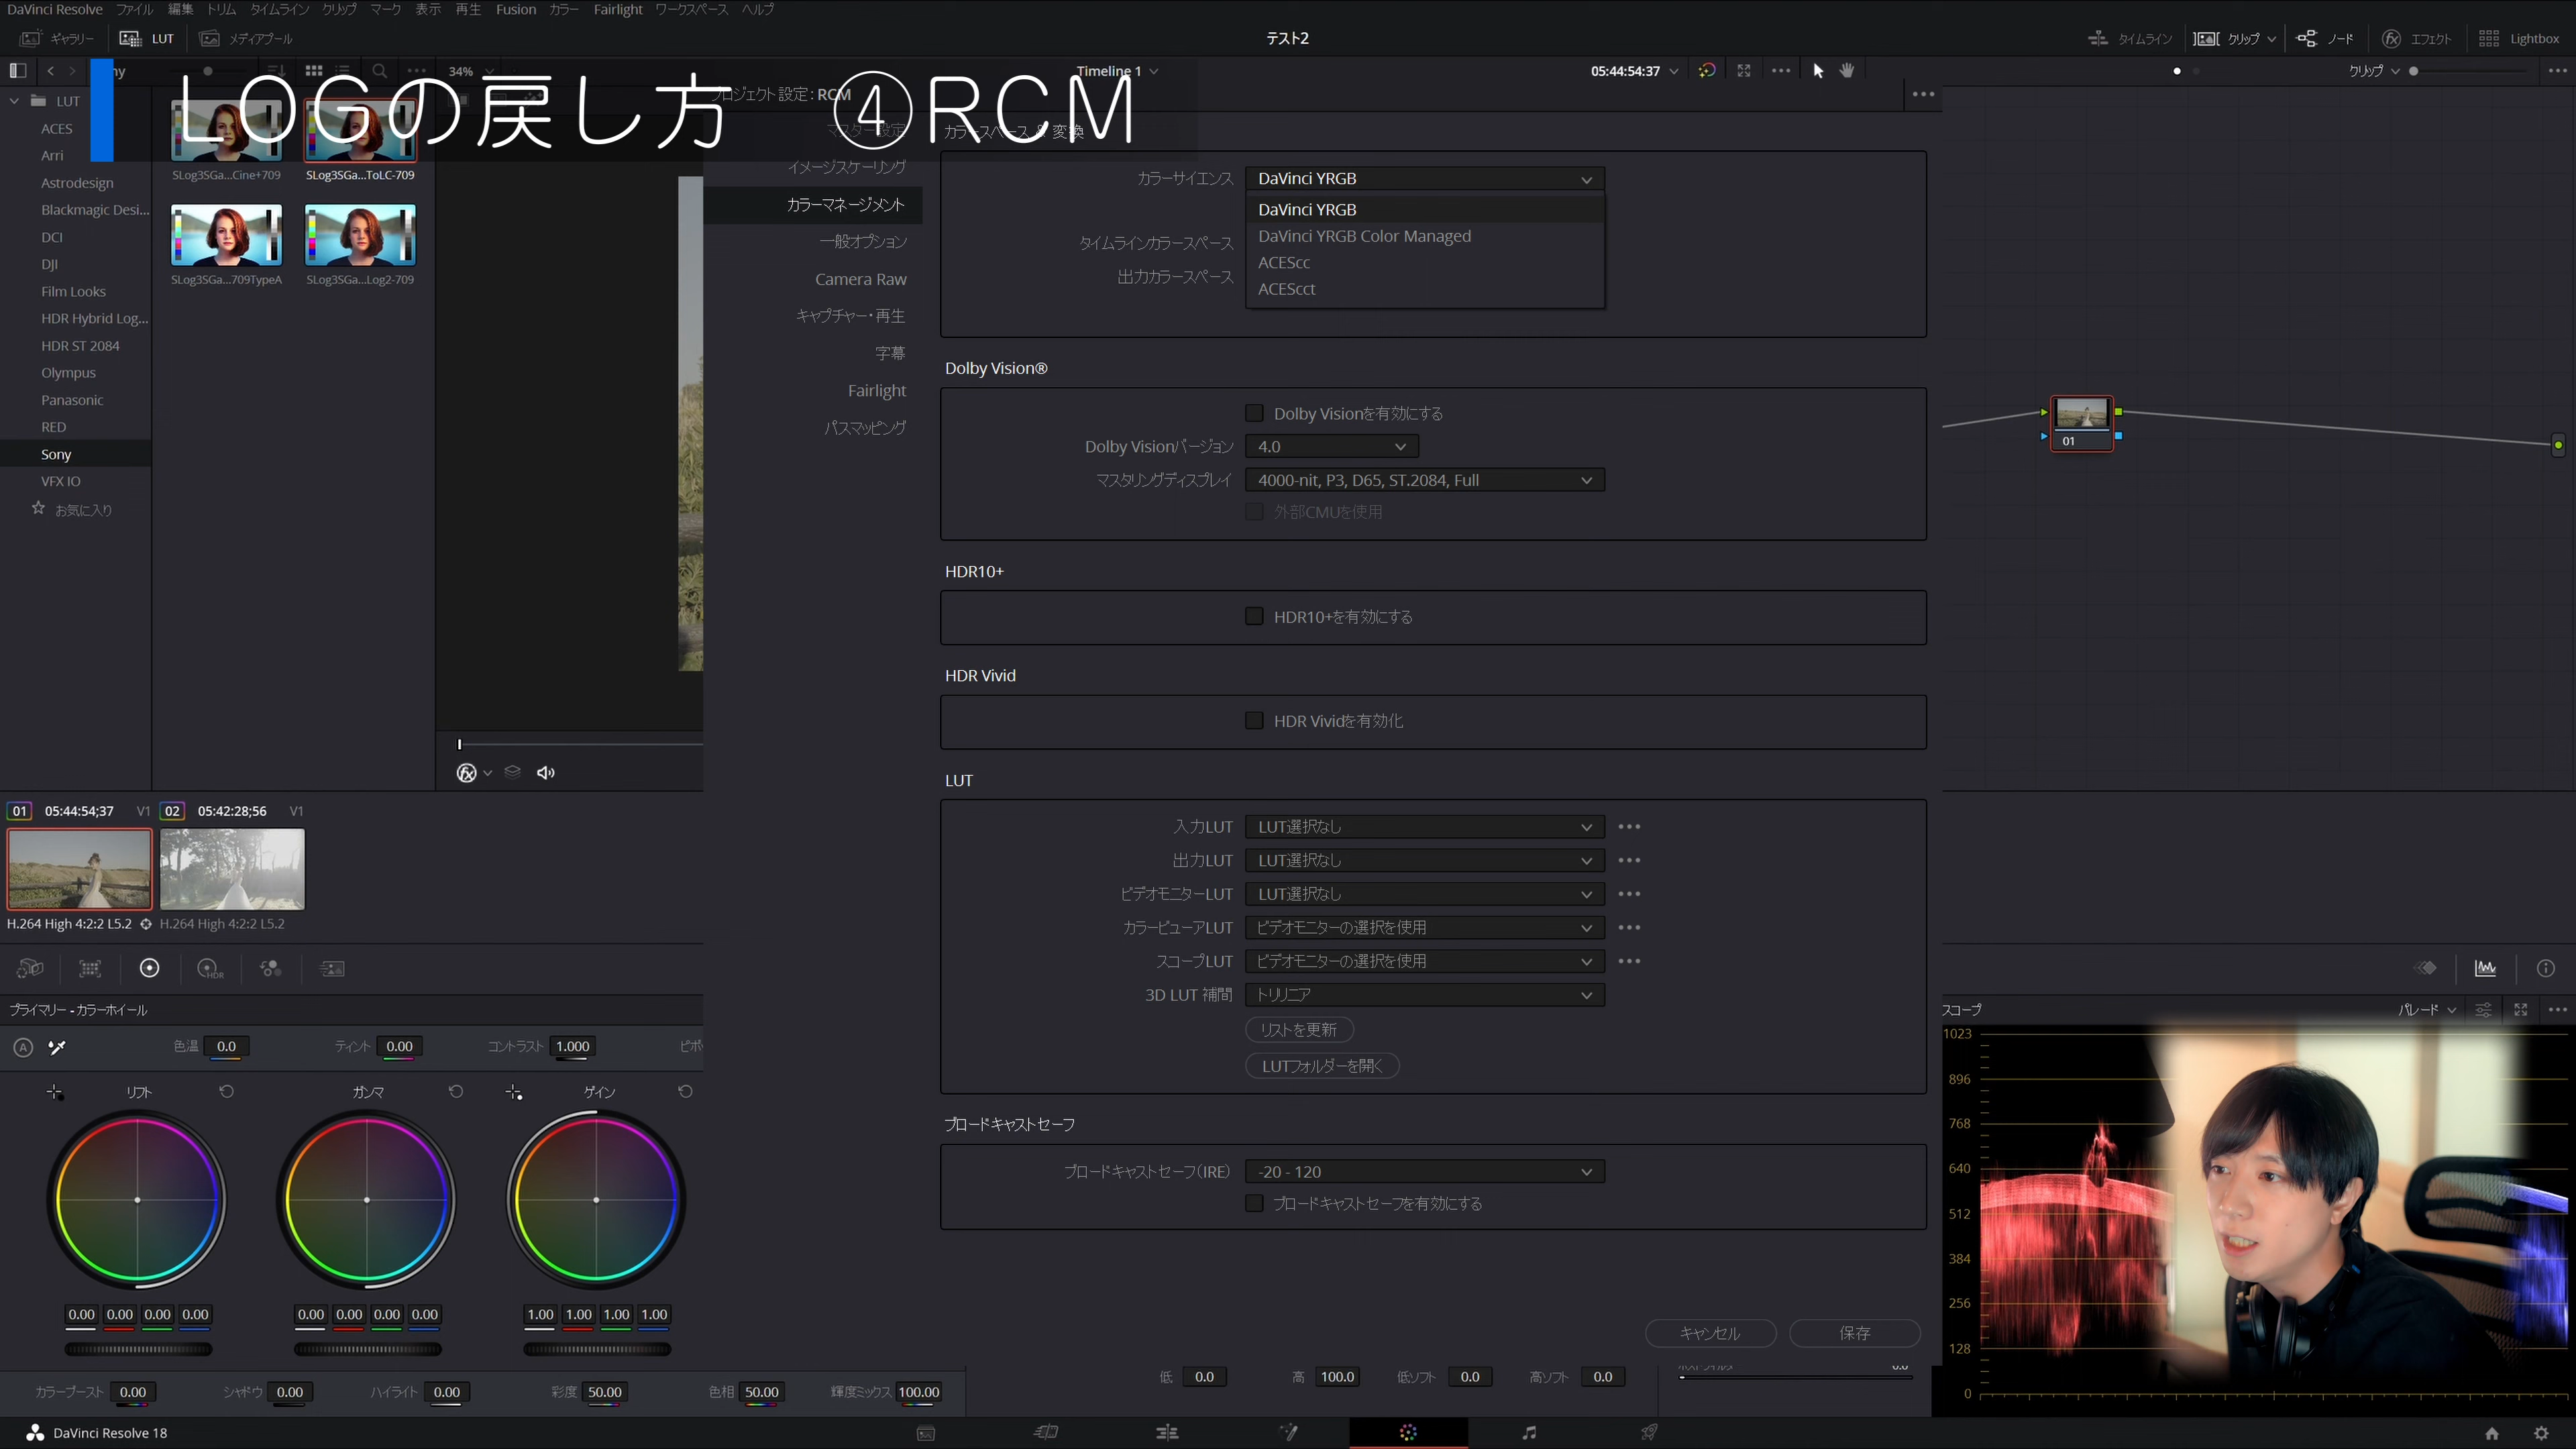 DaVinci Resolve ファイル 編集 トリム タイムライン クリップ マーク 表示 再生 Fusion カラー Fairlight ワークスペース ヘルプ
ギャラリー LUT メディアプール テスト2 タイムライン クリップ ノード エフェクト Lightbox
ny 34% Timeline 1 05:44:54:37 クリップ
LOGの戻し方 ④RCM
プロジェクト設定：RCM
LUT
ACES
Arri
Astrodesign
Blackmagic Desi...
DCI
DJI
Film Looks
HDR Hybrid Log...
HDR ST 2084
Olympus
Panasonic
RED
Sony
VFX IO
お気に入り
SLog3SGa...Cine+709 SLog3SGa...ToLC-709
SLog3SGa...709TypeA SLog3SGa...Log2-709
マスター設定
イメージスケーリング
カラーマネージメント
一般オプション
Camera Raw
キャプチャー・再生
字幕
Fairlight
パスマッピング
カラースペース & 変換
カラーサイエンス DaVinci YRGB
DaVinci YRGB
DaVinci YRGB Color Managed
ACEScc
ACEScct
タイムラインカラースペース
出力カラースペース
Dolby Vision®
Dolby Visionを有効にする
Dolby Visionバージョン 4.0
マスタリングディスプレイ 4000-nit, P3, D65, ST.2084, Full
外部CMUを使用
HDR10+
HDR10+を有効にする
HDR Vivid
HDR Vividを有効化
LUT
入力LUT LUT選択なし
出力LUT LUT選択なし
ビデオモニターLUT LUT選択なし
カラービューアLUT ビデオモニターの選択を使用
スコープLUT ビデオモニターの選択を使用
3D LUT 補間 トリリニア
リストを更新
LUTフォルダーを開く
ブロードキャストセーフ
ブロードキャストセーフ(IRE) -20 - 120
ブロードキャストセーフを有効にする
キャンセル 保存
01
01 05:44:54;37 V1 02 05:42:28;56 V1
H.264 High 4:2:2 L5.2 H.264 High 4:2:2 L5.2
HDR
プライマリー - カラーホイール
A 色温 0.0 ティント 0.00 コントラスト 1.000 ピボ
リフト ガンマ ゲイン
0.00 0.00 0.00 0.00 0.00 0.00 0.00 0.00 1.00 1.00 1.00 1.00
カラーブースト 0.00 シャドウ 0.00 ハイライト 0.00 彩度 50.00 色相 50.00 輝度ミックス 100.00
低 0.0 高 100.0 低ソフト 0.0 高ソフト 0.0
スコープ パレード
1023
896
768
640
512
384
256
128
0
DaVinci Resolve 18